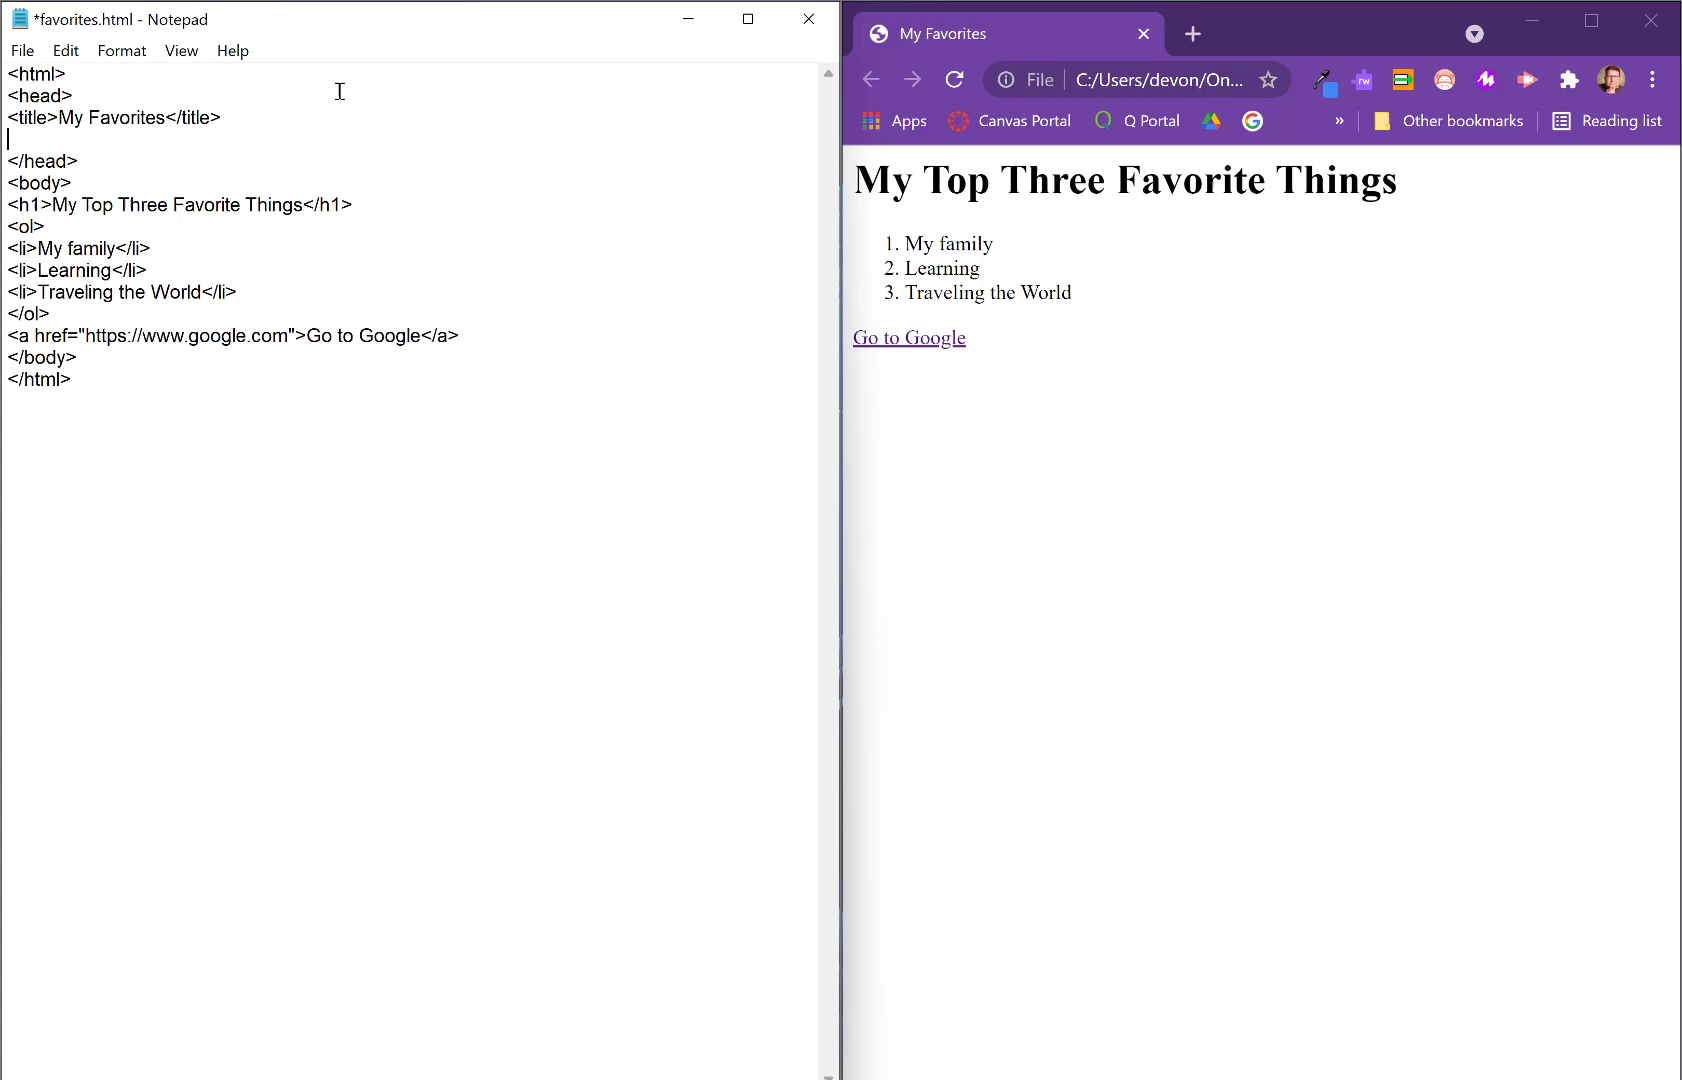 *favorites.html - Notepad
File Edit Format View Help
<html>
<head>
<title>My Favorites</title>
</head>
<body>
<h1>My Top Three Favorite Things</h1>
<ol>
<li>My family</li>
<li>Learning</li>
<li>Traveling the World</li>
</ol>
<a href="https://www.google.com">Go to Google</a>
</body>
</html>
My Favorites
File C:/Users/devon/On...
rw
Apps Canvas Portal Q Portal » Other bookmarks Reading list
My Top Three Favorite Things
1. My family
2. Learning
3. Traveling the World
Go to Google